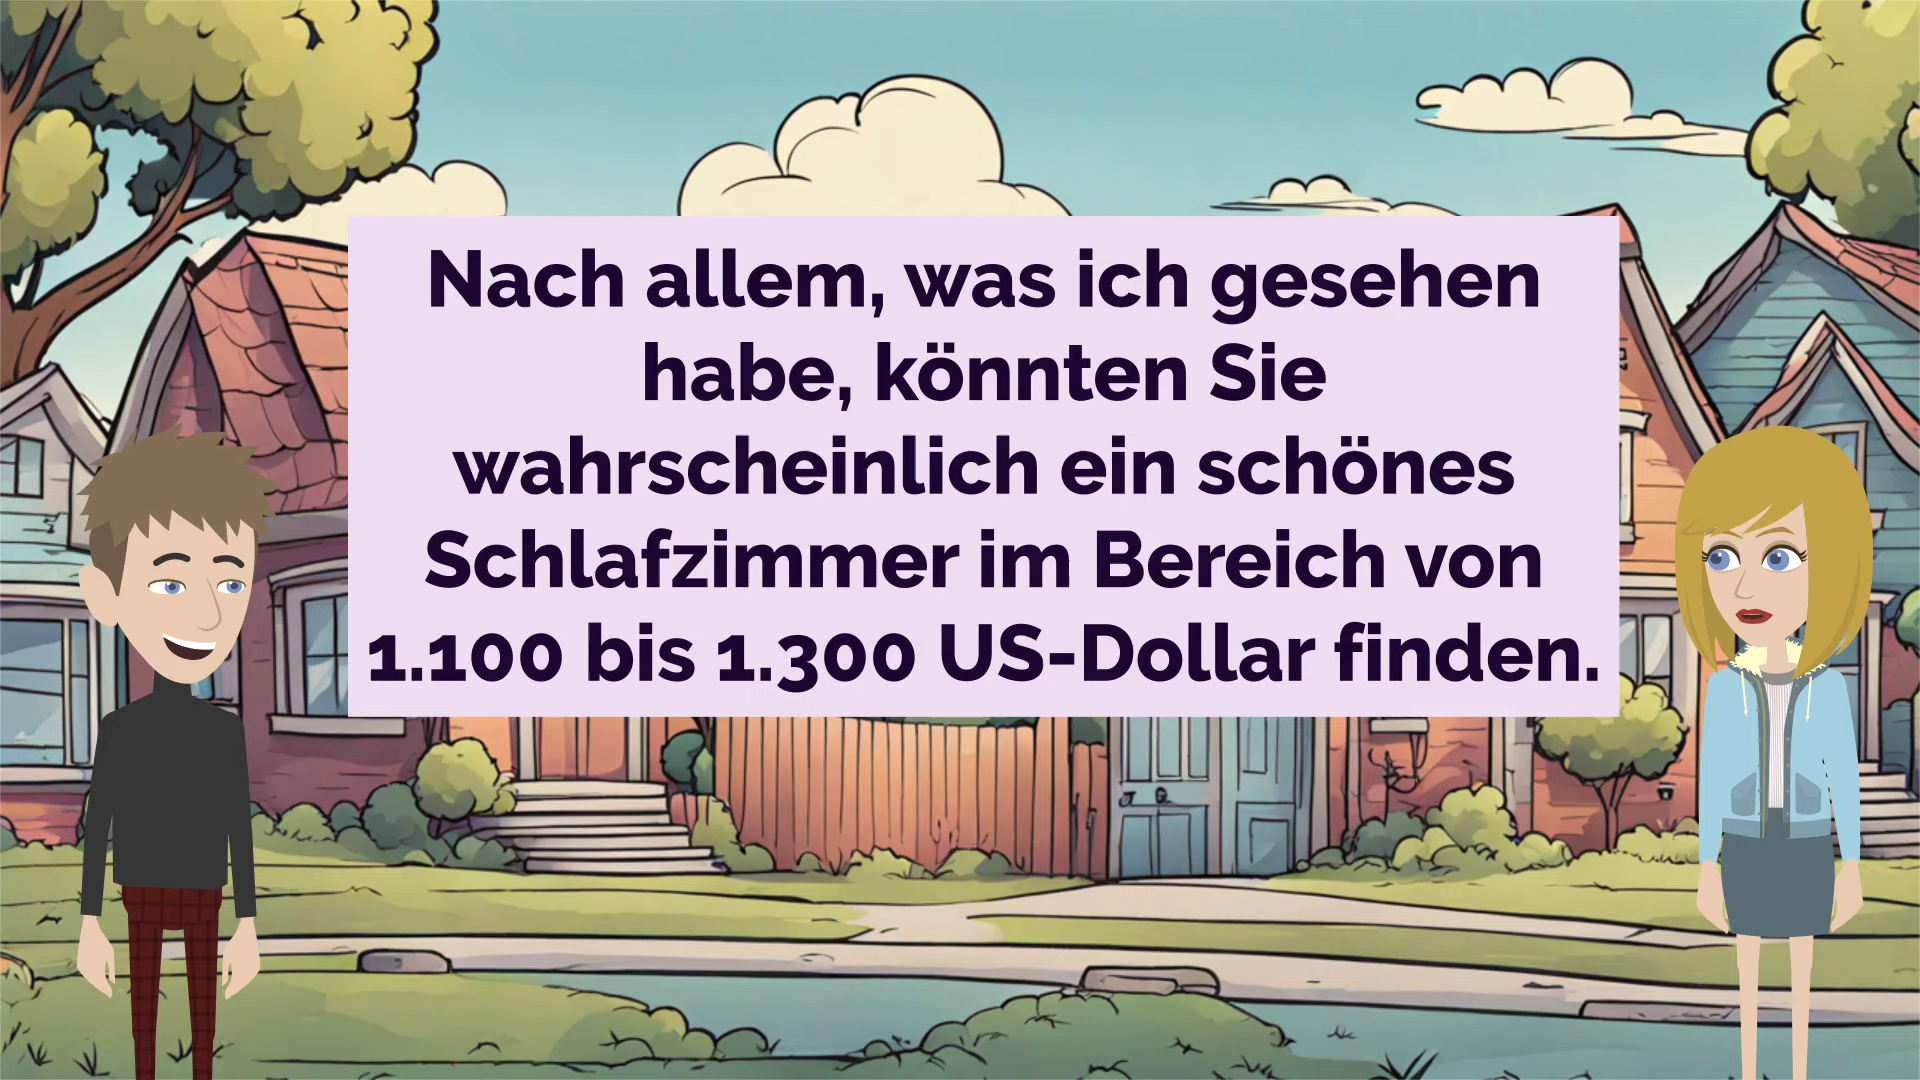 Nach allem, was ich gesehen
habe, könnten Sie
wahrscheinlich ein schönes
Schlafzimmer im Bereich von
1.100 bis 1.300 US-Dollar finden.